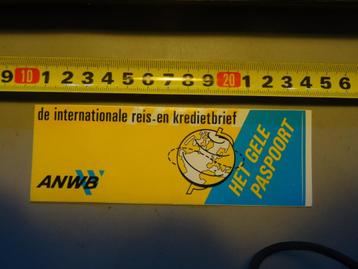 9 10 1 2 3 4 5 6 7 8 9 20 1 2 3 4 5 6
de internationale reis- en kredietbrief
HET GELE
PASPOORT
ANWB